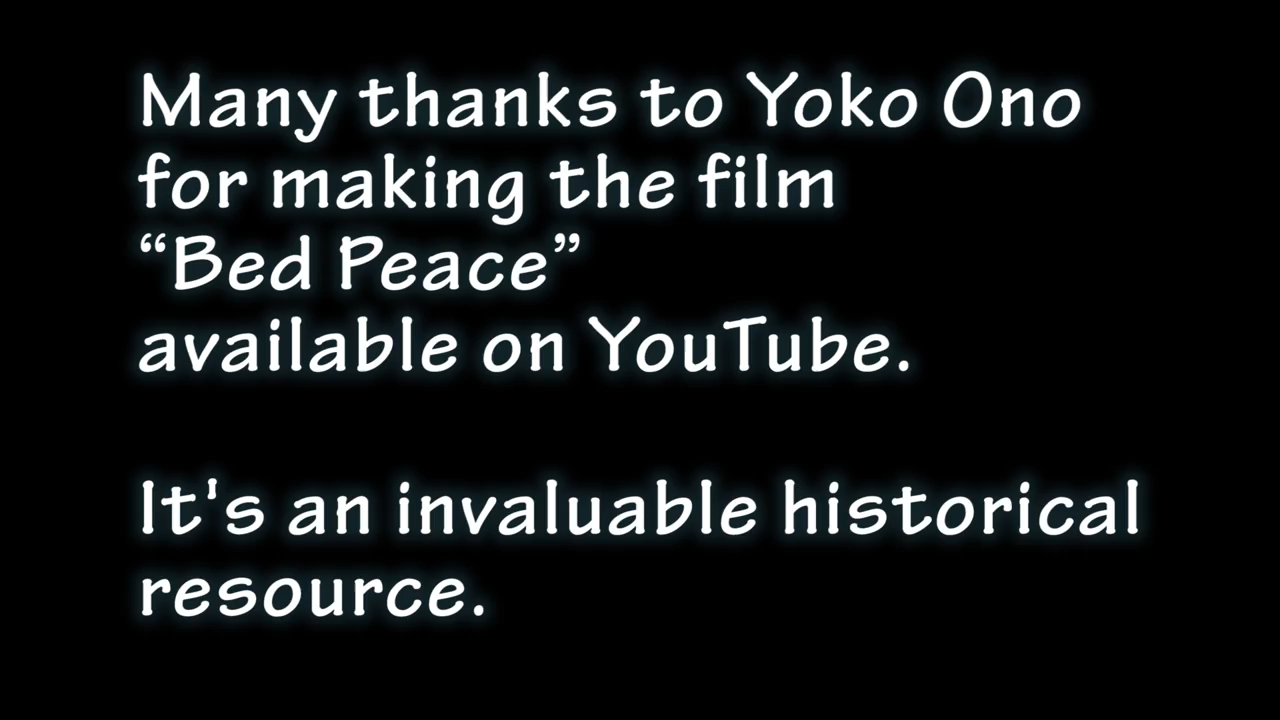 Many thanks to Yoko Ono
for making the film
“Bed Peace”
available on YouTube.
It's an invaluable historical
resource.